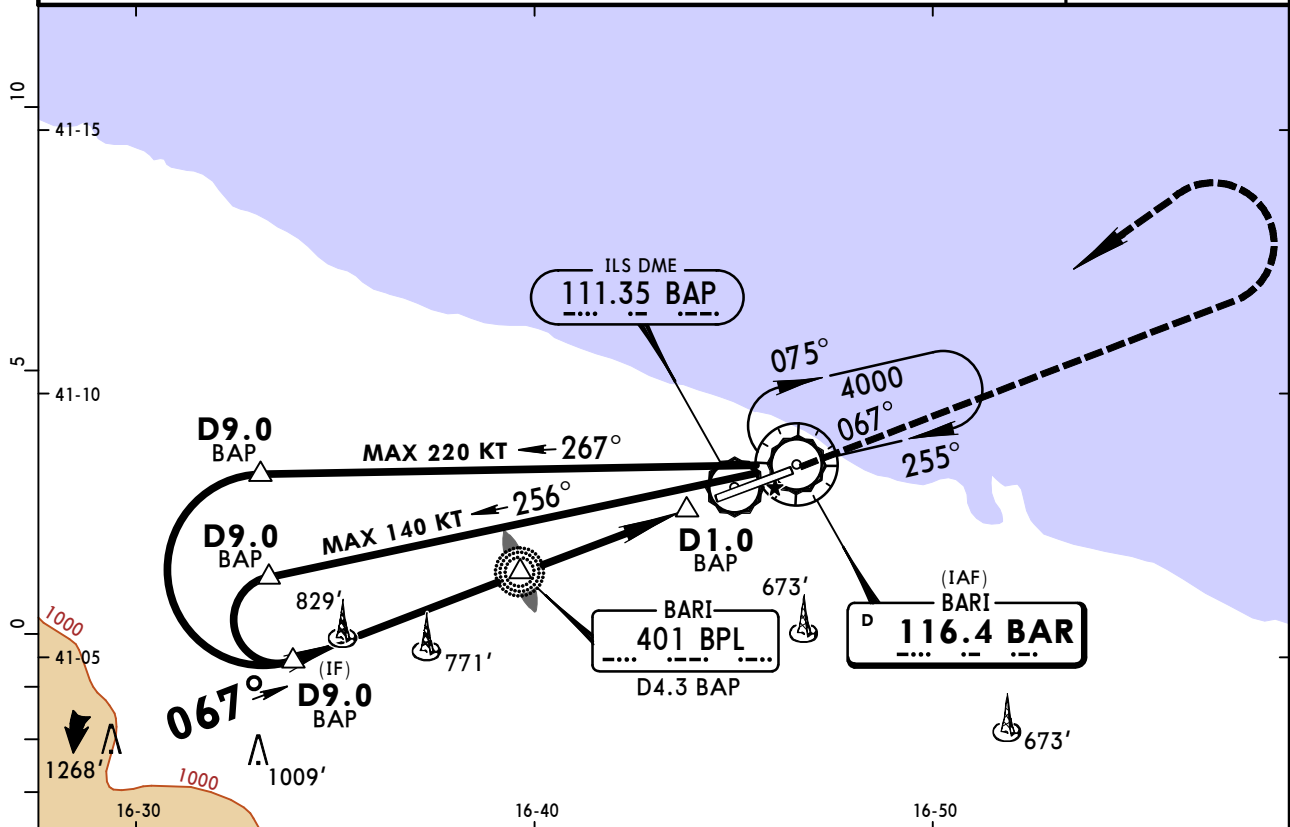 10
41-15
ILS DME
111.35 BAP
5
41-10
075°
4000
067°
255°
D9.0
BAP
MAX 220 KT
267°
D9.0
BAP
MAX 140 KT
256°
D1.0
BAP
829'
771'
673'
BARI
401 BPL
D4.3 BAP
(IAF)
BARI
D 116.4 BAR
0
1000
41-05
(IF)
D9.0
BAP
067°
673'
1268'
1009'
1000
16-30
16-40
16-50